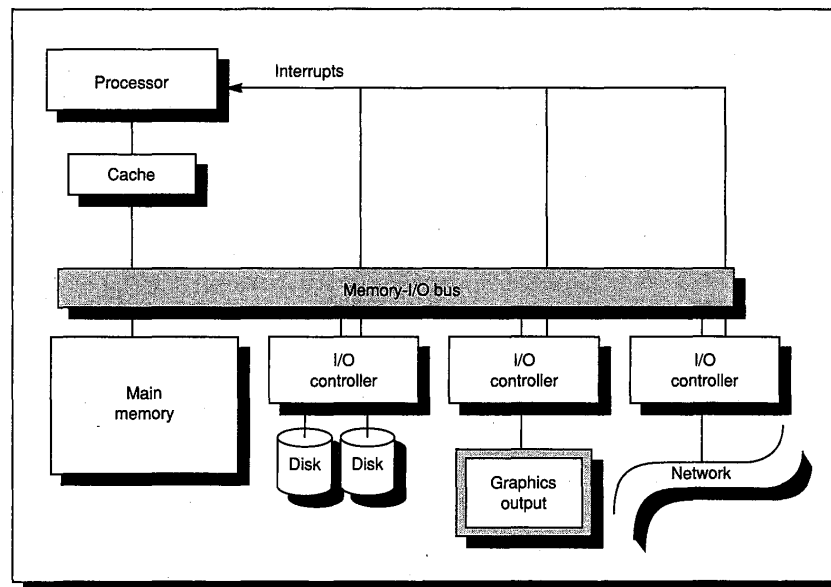 Processor
Interrupts
Cache
Memory-I/O bus
Main
memory
I/O
controller
I/O
controller
I/O
controller
Disk
Disk
Graphics
output
Network